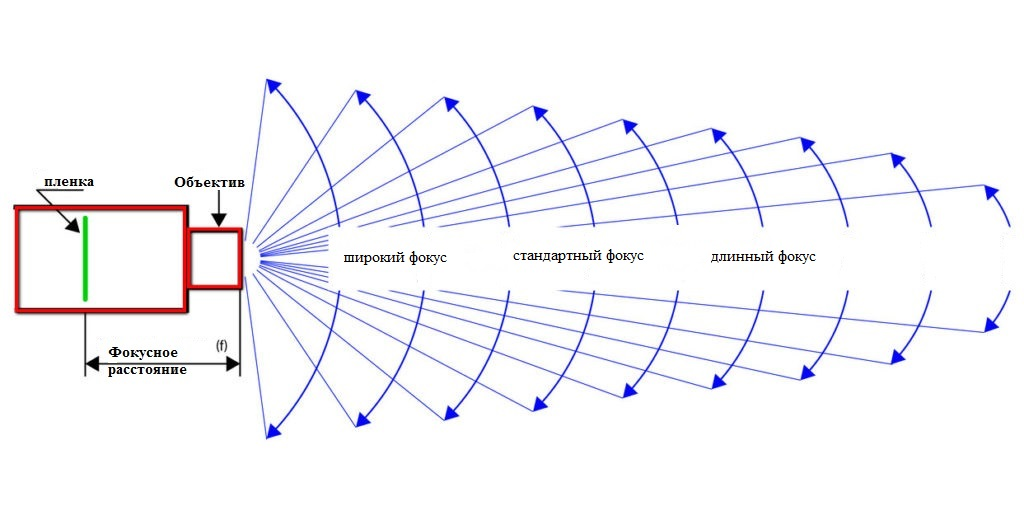 пленка
Объектив
широкий фокус
стандартный фокус
длинный фокус
Фокусное
расстояние
(f)